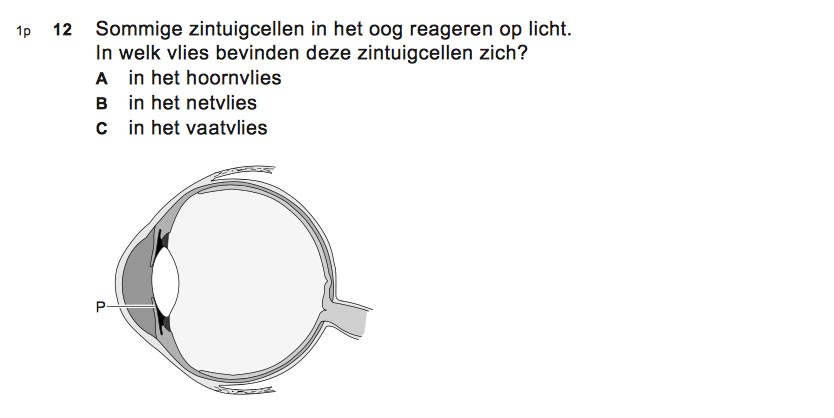 1p 12 Sommige zintuigcellen in het oog reageren op licht.
In welk vlies bevinden deze zintuigcellen zich?
A in het hoornvlies
B in het netvlies
C in het vaatvlies
P